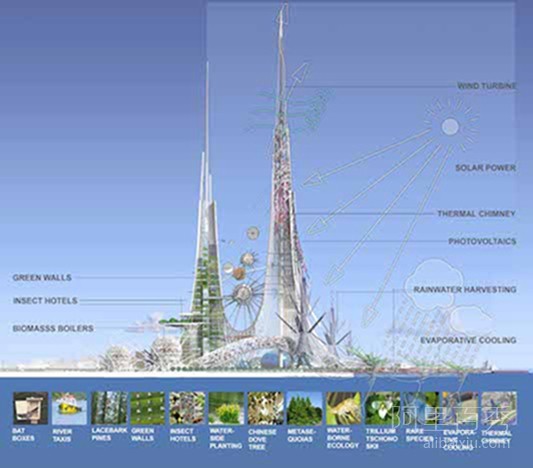 WIND TURBINE
SOLAR POWER
THERMAL CHIMNEY
PHOTOVOLTAICS
GREEN WALLS
INSECT HOTELS
RAINWATER HARVESTING
BIOMASSS BOILERS
EVAPORATIVE COOLING
BAT
BOXES
RIVER
TAXIS
LACEBARK
PINES
GREEN
WALLS
INSECT
HOTELS
WATER-
SIDE
PLANTING
CHINESE
DOVE
TREE
METASE-
QUOIAS
WATER-
BORNE
ECOLOGY
TRILLIUM
TSCHONO
SKII
RARE
SPECIES
EVAPORA-
TIVE
COOLING
THERMAL
CHIMNEY